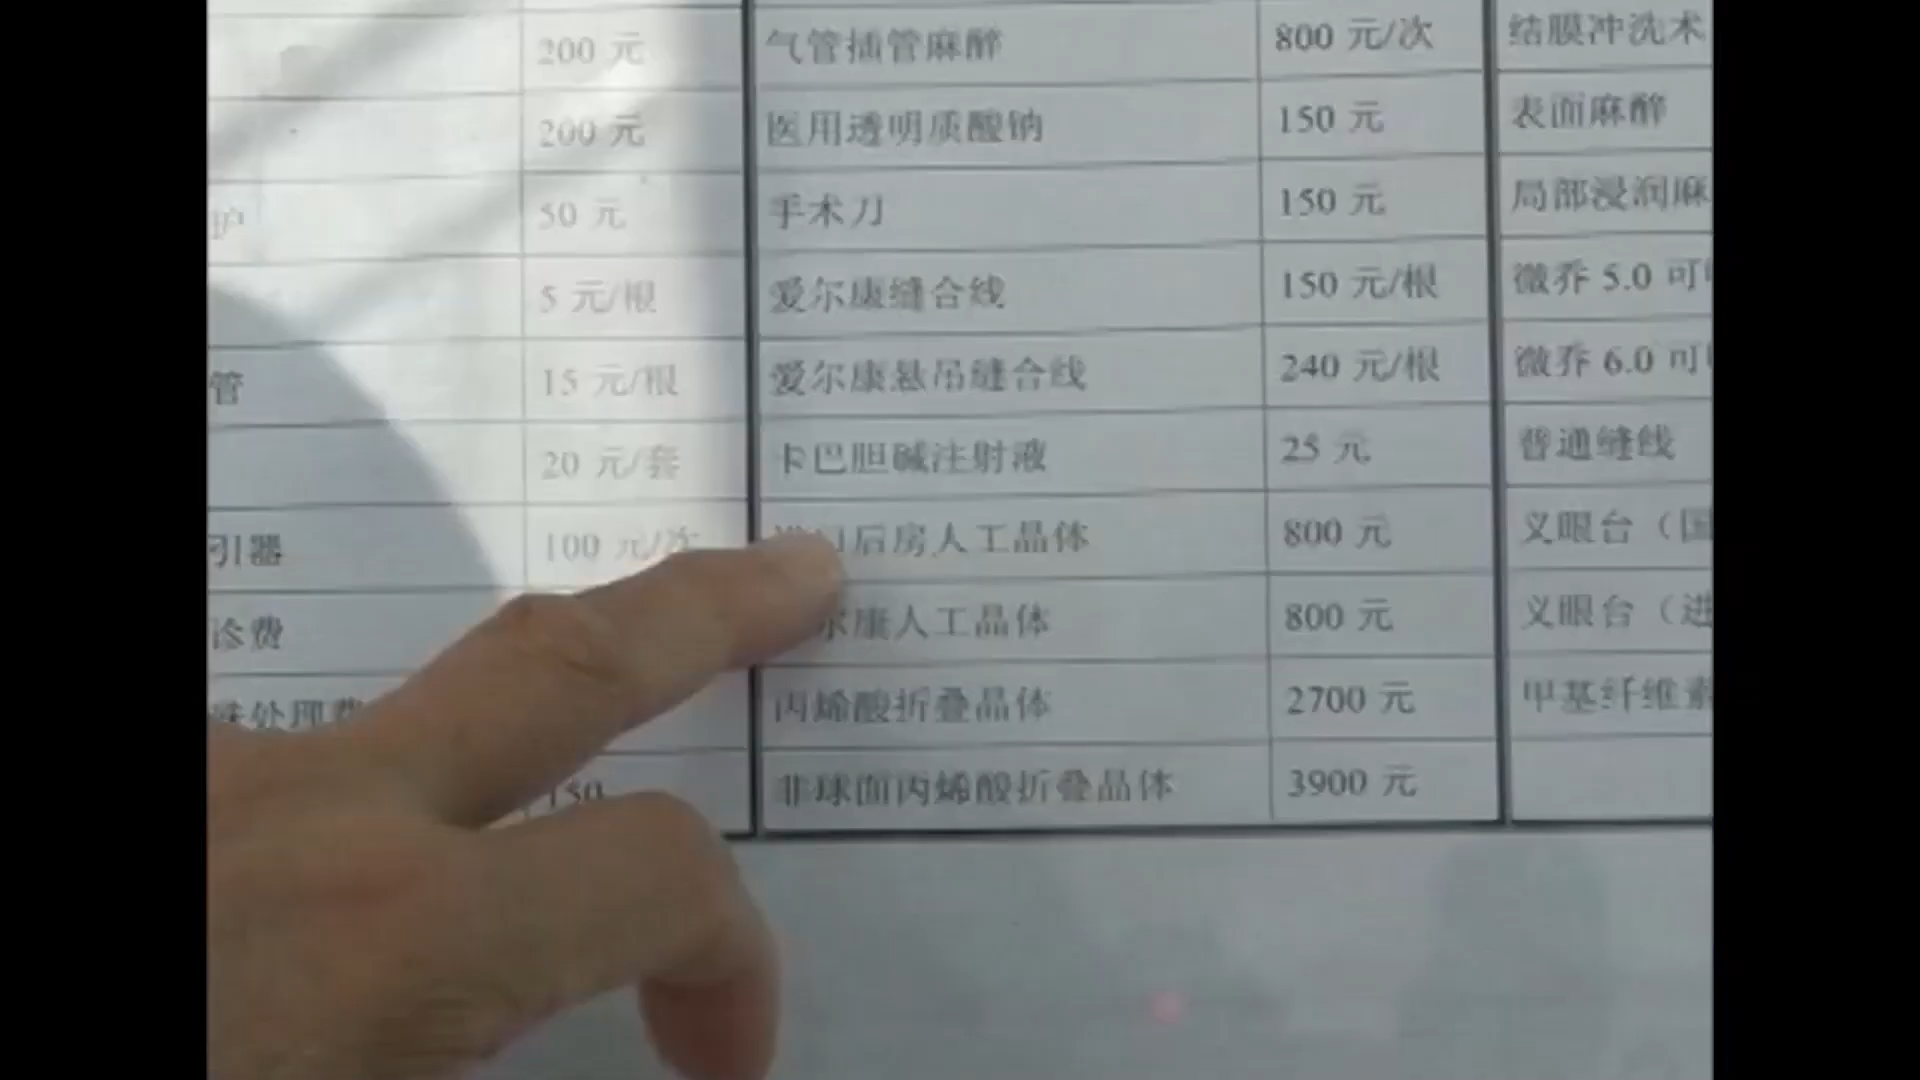 200 元 气管插管麻醉 800 元/次 结膜冲洗术
200 元 医用透明质酸钠 150 元 表面麻醉
护 50 元 手术刀 150 元 局部浸润麻
5 元/根 爱尔康缝合线 150 元/根 微乔 5.0 可
管 15 元/根 爱尔康悬吊缝合线 240 元/根 微乔 6.0 可
20 元/套 卡巴胆碱注射液 25 元 普通缝线
引器 100 元/次 后房人工晶体 800 元 义眼台（国
诊费 尔康人工晶体 800 元 义眼台（进
处理费 丙烯酸折叠晶体 2700 元 甲基纤维素
150 非球面丙烯酸折叠晶体 3900 元